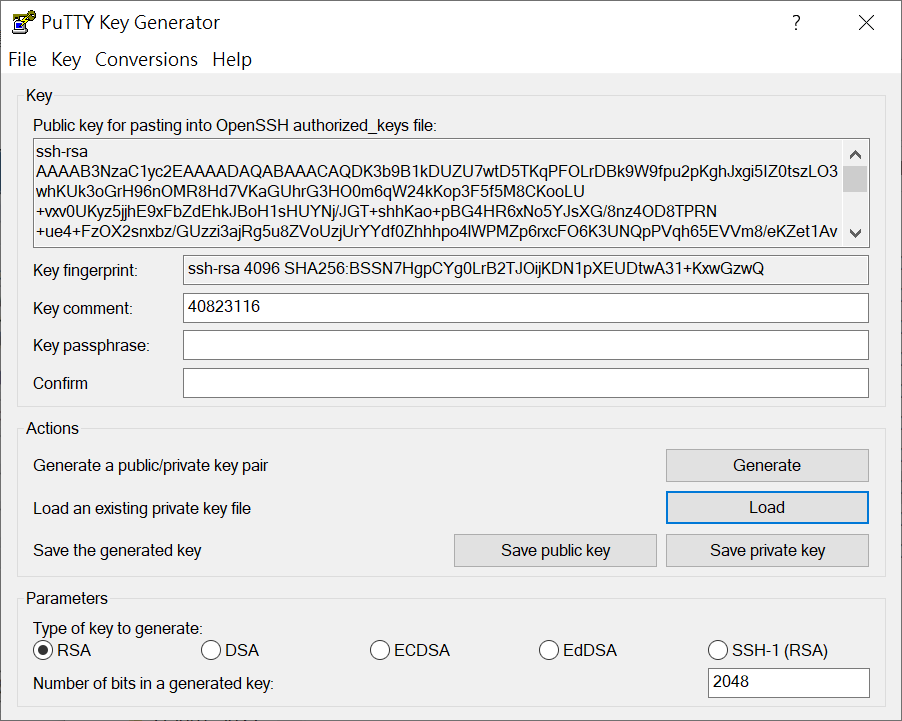 PuTTY Key Generator
?
File Key Conversions Help
Key
Public key for pasting into OpenSSH authorized_keys file:
ssh-rsa
AAAAB3NzaC1yc2EAAAADAQABAAACAQDK3b9B1kDUZU7wtD5TKqPFOLrDBk9W9fpu2pKghJxgi5IZ0tszLO3
whKUk3oGrH96nOMR8Hd7VKaGUhrG3HO0m6qW24kKop3F5f5M8CKooLU
+vxv0UKyz5jjhE9xFbZdEhkJBoH1sHUYNj/JGT+shhKao+pBG4HR6xNo5YJsXG/8nz4OD8TPRN
+ue4+FzOX2snxbz/GUzzi3ajRg5u8ZVoUzjUrYYdf0Zhhhpo4lWPMZp6rxcFO6K3UNQpPVqh65EVVm8/eKZet1Av
Key fingerprint:
ssh-rsa 4096 SHA256:BSSN7HgpCYg0LrB2TJOijKDN1pXEUDtwA31+KxwGzwQ
Key comment:
40823116
Key passphrase:
Confirm
Actions
Generate a public/private key pair
Generate
Load an existing private key file
Load
Save the generated key
Save public key
Save private key
Parameters
Type of key to generate:
RSA DSA ECDSA EdDSA SSH-1 (RSA)
Number of bits in a generated key:
2048